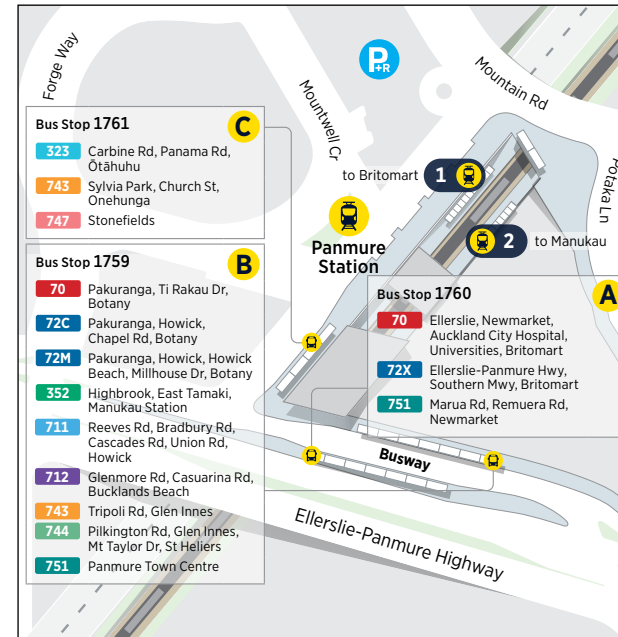 Forge Way
P+R
Mountain Rd
Mountwell Cr
Potaka Ln
Bus Stop 1761
C
323 Carbine Rd, Panama Rd,
Ōtāhuhu
743 Sylvia Park, Church St,
Onehunga
747 Stonefields
to Britomart 1
2 to Manukau
Panmure
Station
Bus Stop 1759
B
70 Pakuranga, Ti Rakau Dr,
Botany
72C Pakuranga, Howick,
Chapel Rd, Botany
72M Pakuranga, Howick, Howick
Beach, Millhouse Dr, Botany
352 Highbrook, East Tamaki,
Manukau Station
711 Reeves Rd, Bradbury Rd,
Cascades Rd, Union Rd,
Howick
712 Glenmore Rd, Casuarina Rd,
Bucklands Beach
743 Tripoli Rd, Glen Innes
744 Pilkington Rd, Glen Innes,
Mt Taylor Dr, St Heliers
751 Panmure Town Centre
Bus Stop 1760
A
70 Ellerslie, Newmarket,
Auckland City Hospital,
Universities, Britomart
72X Ellerslie-Panmure Hwy,
Southern Mwy, Britomart
751 Marua Rd, Remuera Rd,
Newmarket
Busway
Ellerslie-Panmure Highway